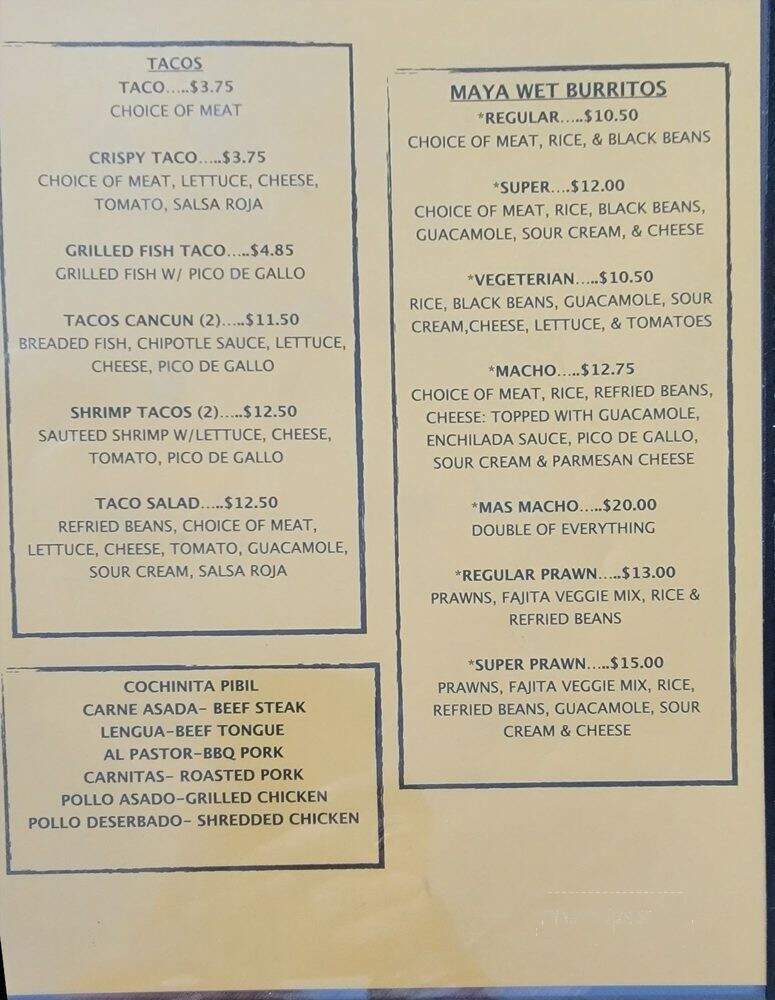 TACOS
TACO.....$3.75
CHOICE OF MEAT
CRISPY TACO.....$3.75
CHOICE OF MEAT, LETTUCE, CHEESE,
TOMATO, SALSA ROJA
GRILLED FISH TACO.....$4.85
GRILLED FISH W/ PICO DE GALLO
TACOS CANCUN (2).....$11.50
BREADED FISH, CHIPOTLE SAUCE, LETTUCE,
CHEESE, PICO DE GALLO
SHRIMP TACOS (2).....$12.50
SAUTEED SHRIMP W/LETTUCE, CHEESE,
TOMATO, PICO DE GALLO
TACO SALAD.....$12.50
REFRIED BEANS, CHOICE OF MEAT,
LETTUCE, CHEESE, TOMATO, GUACAMOLE,
SOUR CREAM, SALSA ROJA
COCHINITA PIBIL
CARNE ASADA- BEEF STEAK
LENGUA-BEEF TONGUE
AL PASTOR-BBQ PORK
CARNITAS- ROASTED PORK
POLLO ASADO-GRILLED CHICKEN
POLLO DESERBADO- SHREDDED CHICKEN
MAYA WET BURRITOS
*REGULAR.....$10.50
CHOICE OF MEAT, RICE, & BLACK BEANS
*SUPER....$12.00
CHOICE OF MEAT, RICE, BLACK BEANS,
GUACAMOLE, SOUR CREAM, & CHEESE
*VEGETERIAN.....$10.50
RICE, BLACK BEANS, GUACAMOLE, SOUR
CREAM,CHEESE, LETTUCE, & TOMATOES
*MACHO.....$12.75
CHOICE OF MEAT, RICE, REFRIED BEANS,
CHEESE: TOPPED WITH GUACAMOLE,
ENCHILADA SAUCE, PICO DE GALLO,
SOUR CREAM & PARMESAN CHEESE
*MAS MACHO.....$20.00
DOUBLE OF EVERYTHING
*REGULAR PRAWN.....$13.00
PRAWNS, FAJITA VEGGIE MIX, RICE &
REFRIED BEANS
*SUPER PRAWN.....$15.00
PRAWNS, FAJITA VEGGIE MIX, RICE,
REFRIED BEANS, GUACAMOLE, SOUR
CREAM & CHEESE